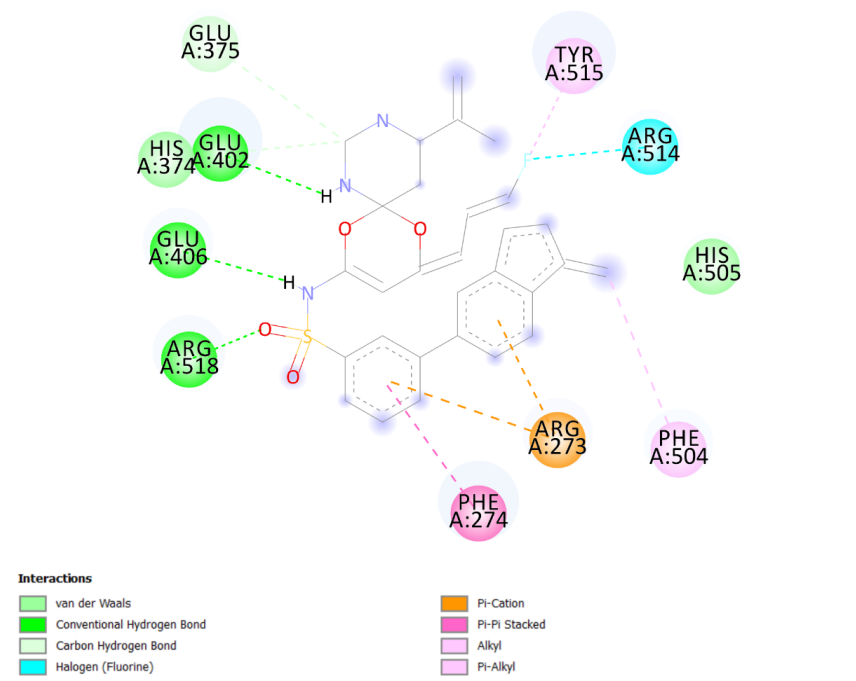 GLU
A:375
TYR
A:515
N
HIS
A:374
GLU
A:402
ARG
A:514
F
N
H
O
O
GLU
A:406
HIS
A:505
H
N
O
S
ARG
A:518
O
ARG
A:273
PHE
A:504
PHE
A:274
Interactions
van der Waals
Conventional Hydrogen Bond
Carbon Hydrogen Bond
Halogen (Fluorine)
Pi-Cation
Pi-Pi Stacked
Alkyl
Pi-Alkyl